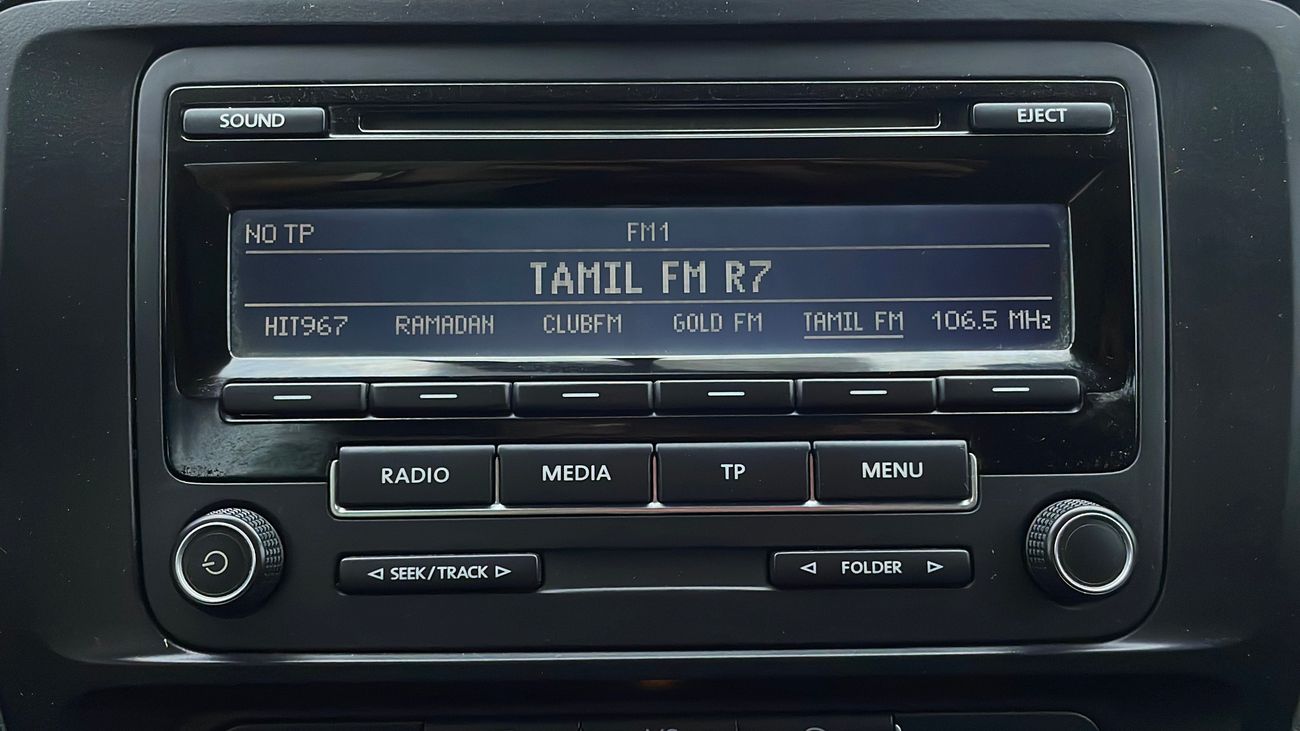 SOUND EJECT
NO TP FM1
TAMIL FM R7
HIT967 RAMADAN CLUBFM GOLD FM TAMIL FM 106.5 MHz
RADIO MEDIA TP MENU
◁ SEEK/TRACK ▷ ◁ FOLDER ▷